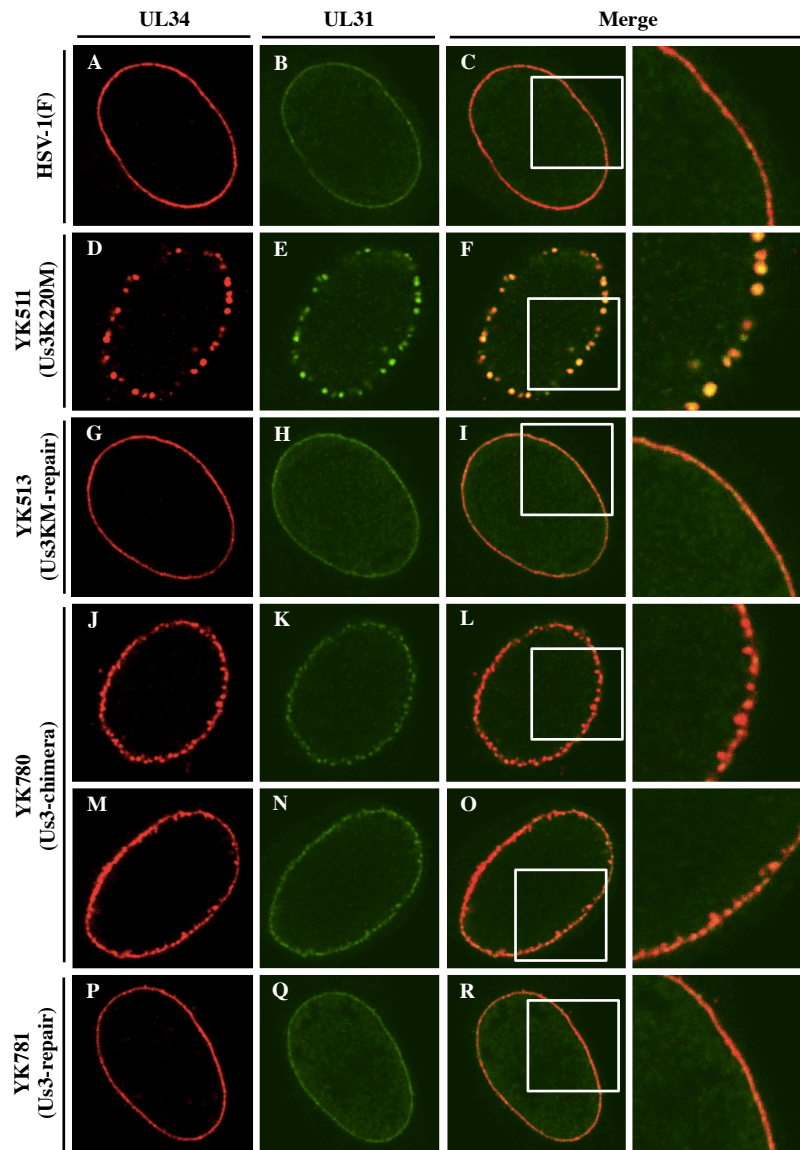 UL34 UL31 Merge
HSV-1(F)
A B C
YK511
(Us3K220M)
D E F
YK513
(Us3KM-repair)
G H I
YK780
(Us3-chimera)
J K L
M N O
YK781
(Us3-repair)
P Q R